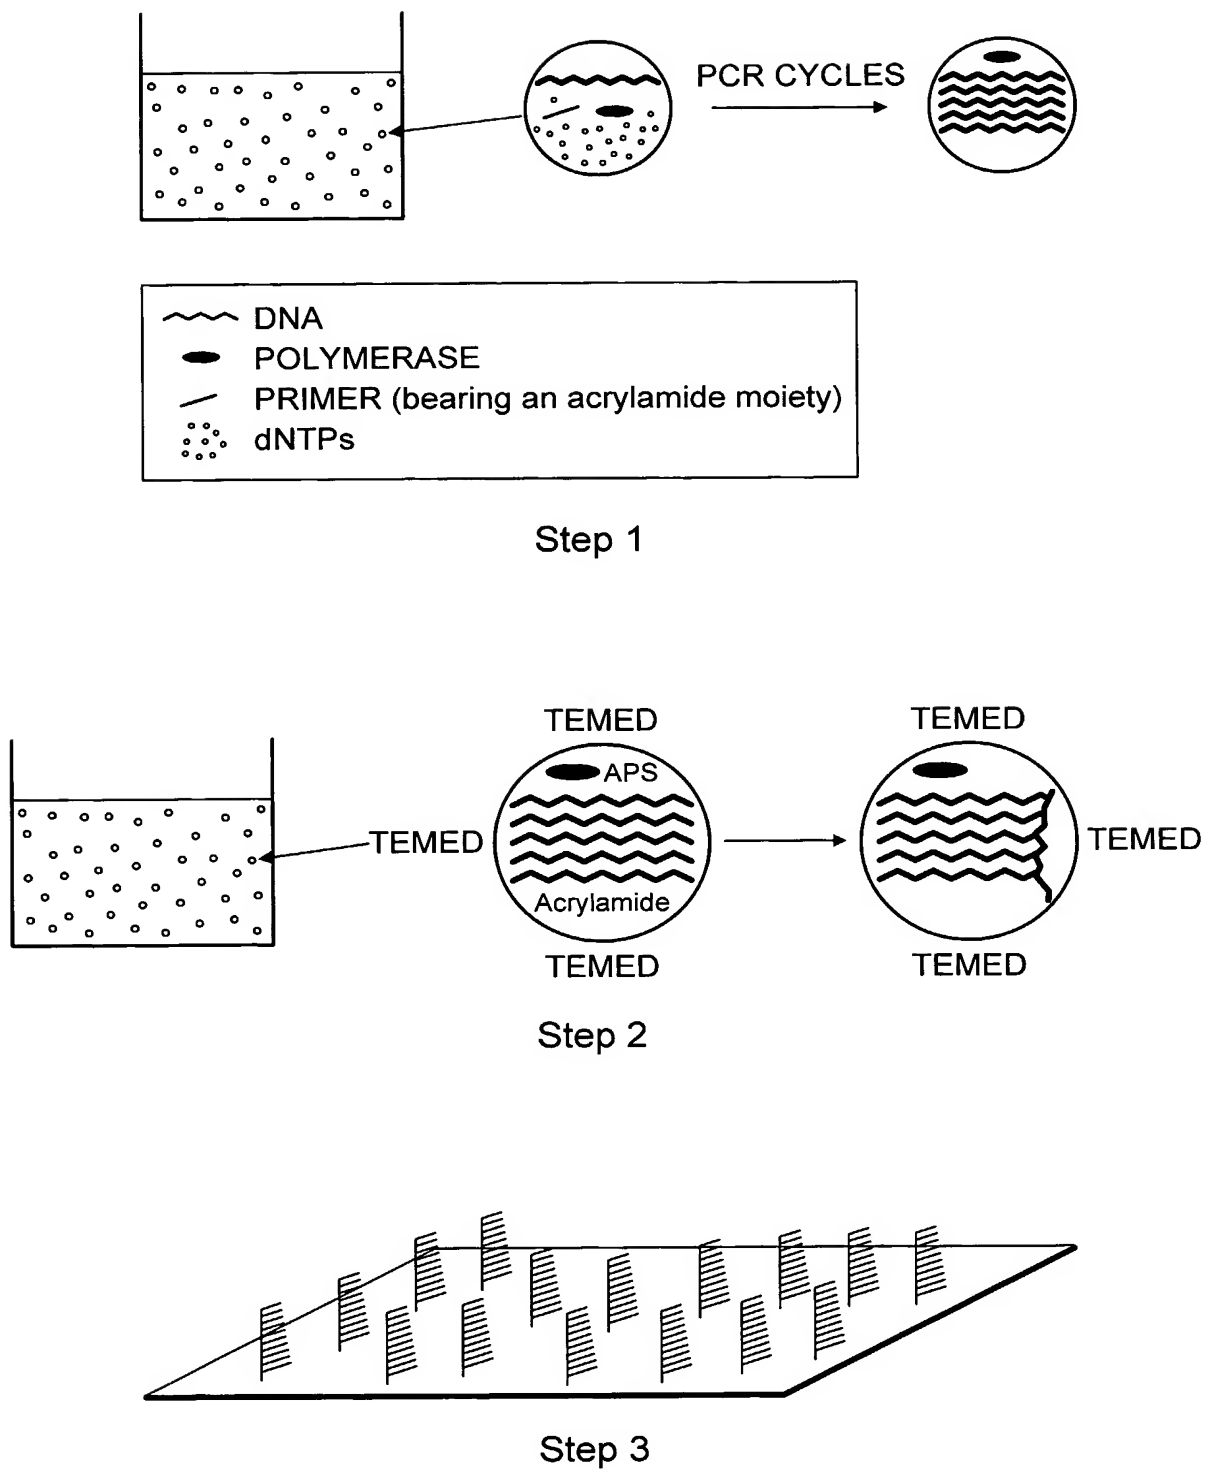 PCR CYCLES
DNA
POLYMERASE
PRIMER (bearing an acrylamide moiety)
dNTPs
Step 1
TEMED
TEMED
APS
TEMED
TEMED
Acrylamide
TEMED
TEMED
Step 2
Step 3